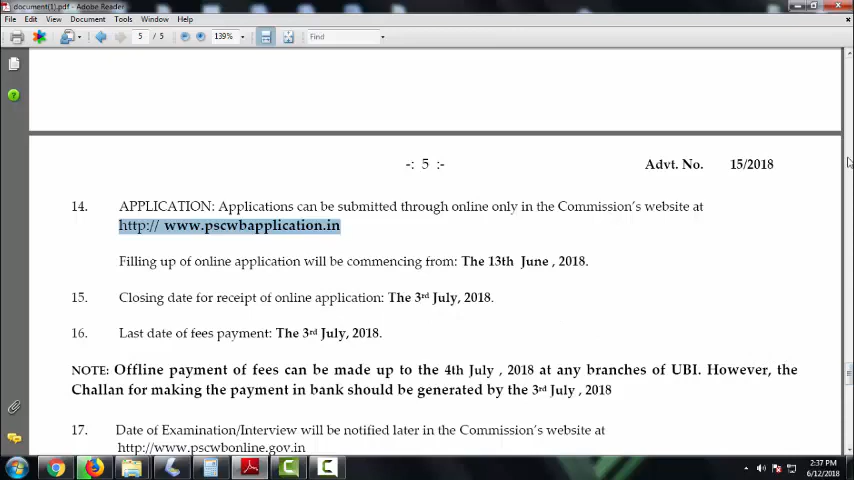 document(1).pdf - Adobe Reader
File Edit View Document Tools Window Help
5 / 5 139% Find
-: 5 :- Advt. No. 15/2018
14. APPLICATION: Applications can be submitted through online only in the Commission's website at
http:// www.pscwbapplication.in
Filling up of online application will be commencing from: The 13th June , 2018.
15. Closing date for receipt of online application: The 3rd July, 2018.
16. Last date of fees payment: The 3rd July, 2018.
NOTE: Offline payment of fees can be made up to the 4th July , 2018 at any branches of UBI. However, the
Challan for making the payment in bank should be generated by the 3rd July , 2018
17. Date of Examination/Interview will be notified later in the Commission's website at
http://www.pscwbonline.gov.in
2:37 PM
6/12/2018